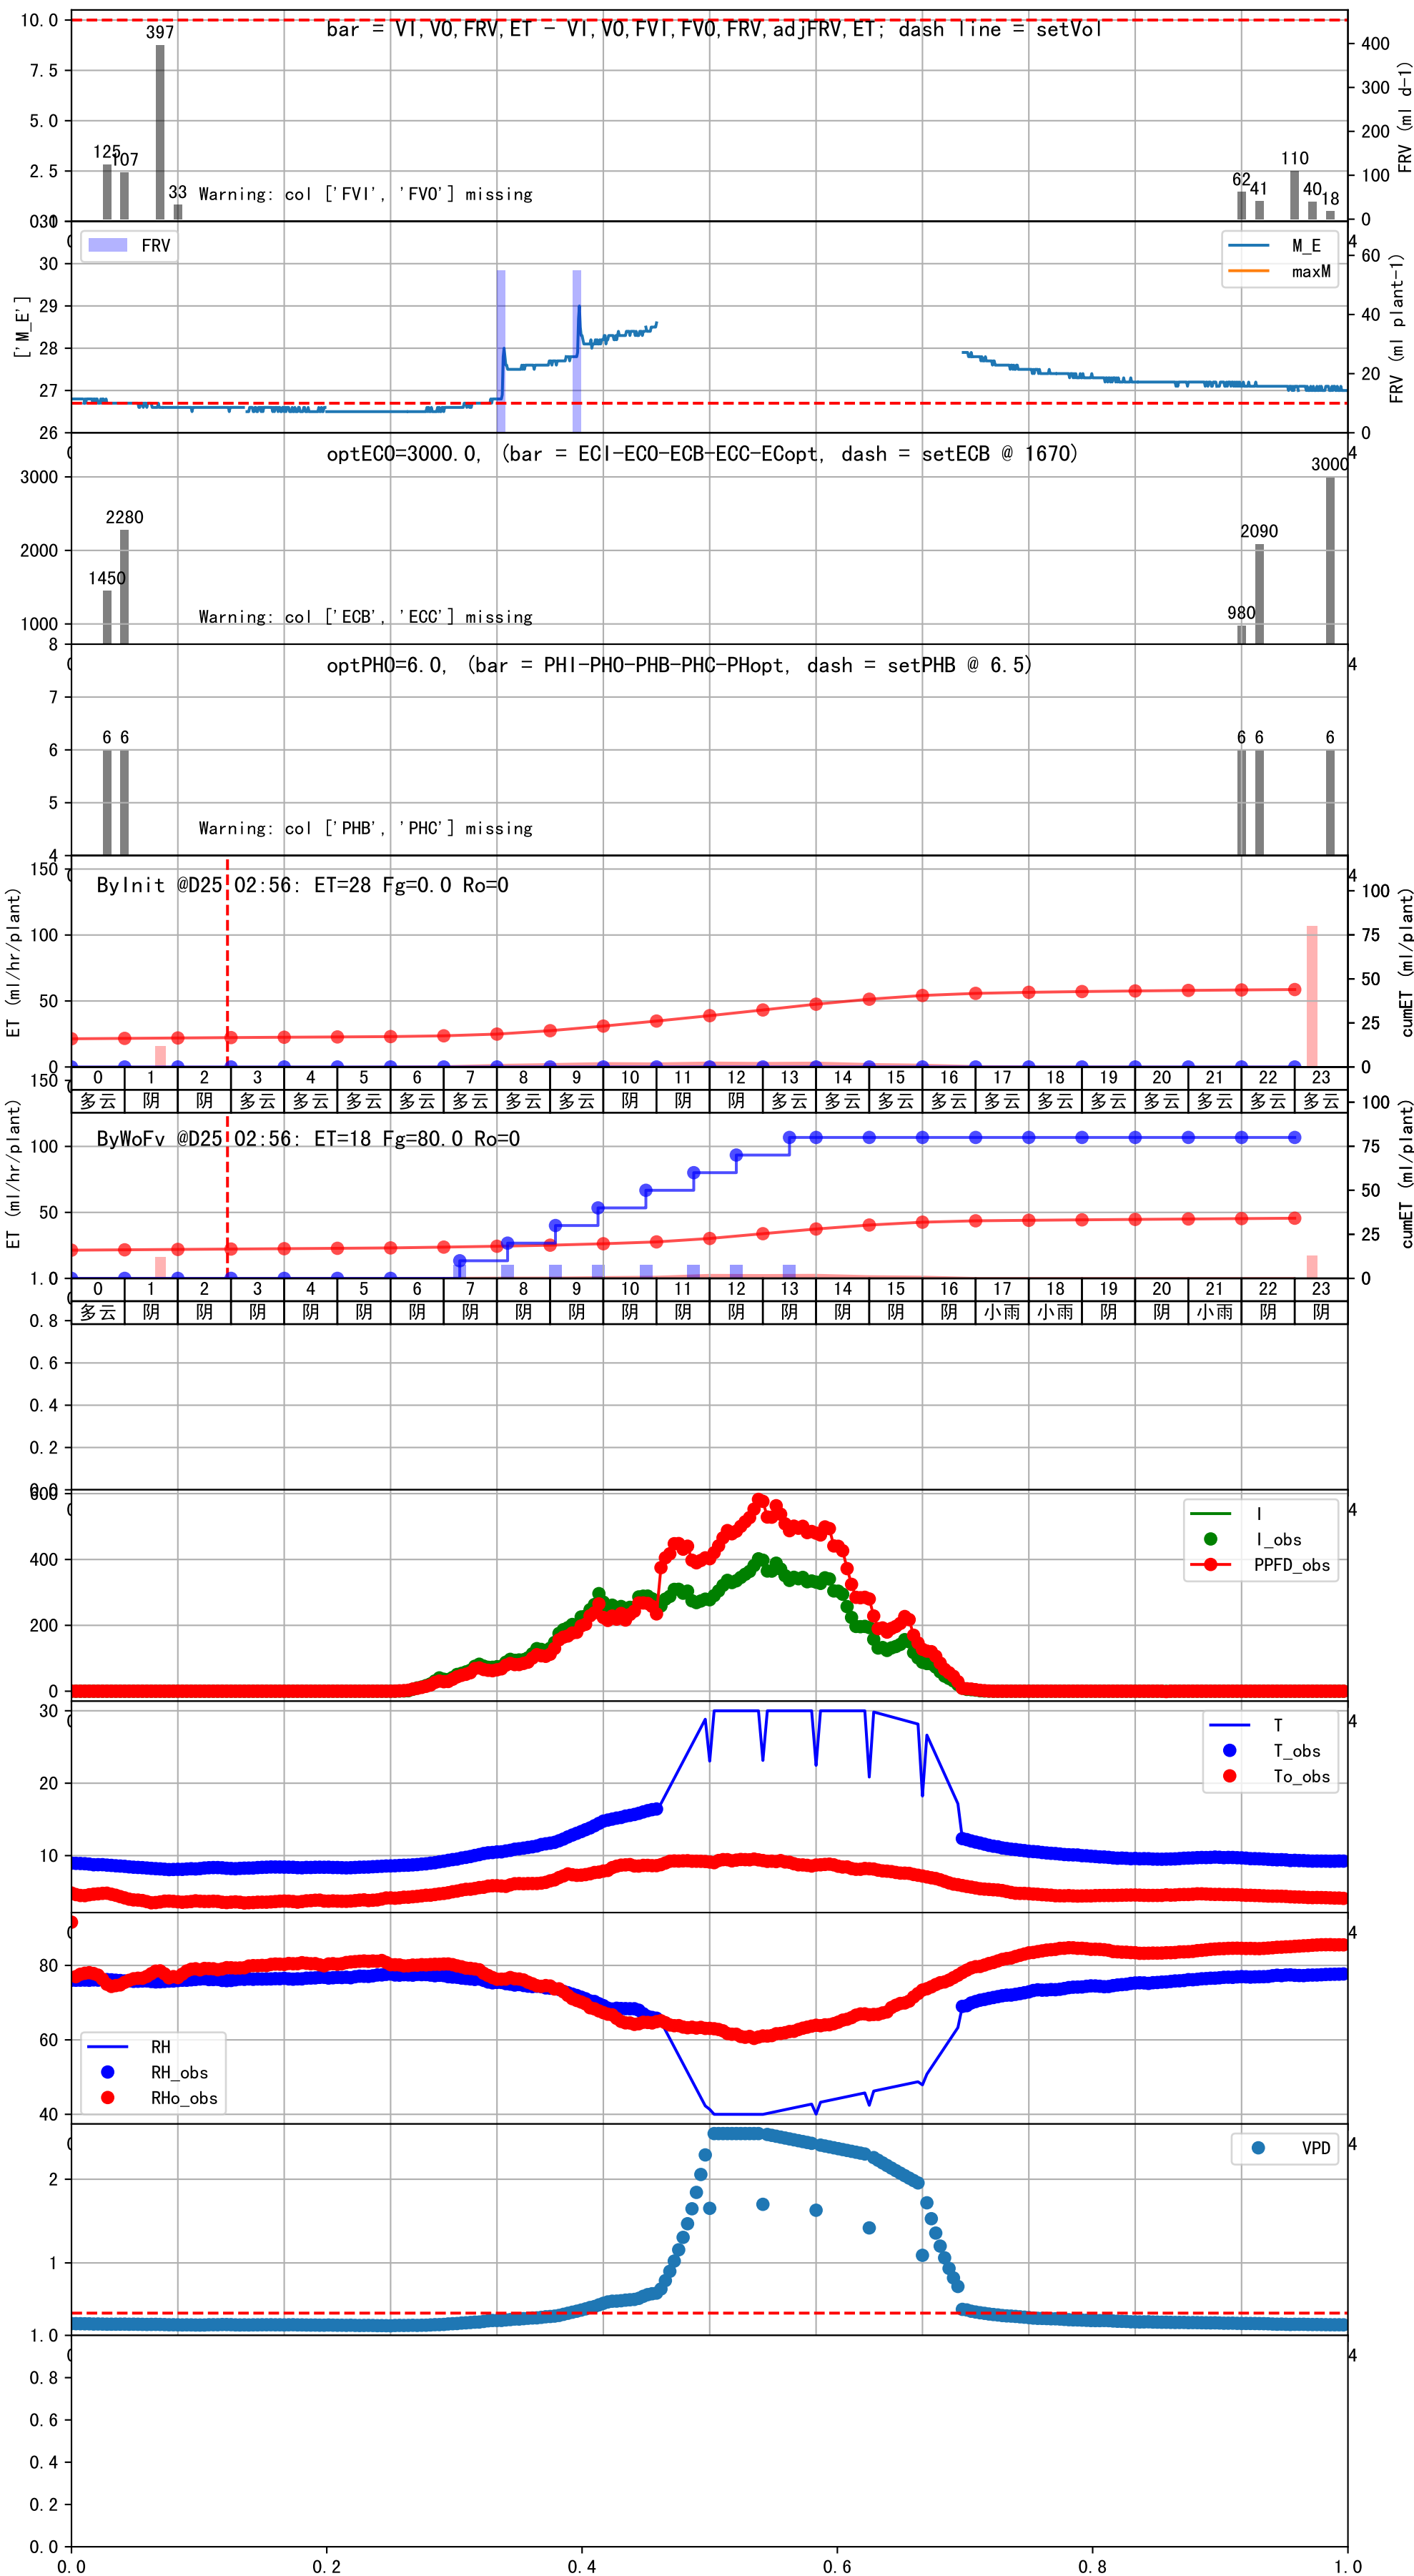 bar = VI,VO,FRV,ET - VI,VO,FVI,FVO,FRV,adjFRV,ET; dash line = setVol
10.0
7.5
5.0
2.5
397
125
107
33
Warning: col ['FVI', 'FVO'] missing
62
41
110
40
18
400
300
200
100
0
FRV (ml d-1)
FRV
M_E
maxM
['M_E']
30
29
28
27
26
60
40
20
0
FRV (ml plant-1)
optECO=3000.0, (bar = ECI-ECO-ECB-ECC-ECopt, dash = setECB @ 1670)
3000
2000
1000
1450
2280
Warning: col ['ECB', 'ECC'] missing
980
2090
3000
optPHO=6.0, (bar = PHI-PHO-PHB-PHC-PHopt, dash = setPHB @ 6.5)
8
7
6
5
4
6
6
Warning: col ['PHB', 'PHC'] missing
6
6
6
ByInit @D25 02:56: ET=28 Fg=0.0 Ro=0
ET (ml/hr/plant)
150
100
50
0
100
75
50
25
0
cumET (ml/plant)
0 1 2 3 4 5 6 7 8 9 10 11 12 13 14 15 16 17 18 19 20 21 22 23
多云 阴 阴 多云 多云 多云 多云 多云 多云 多云 阴 阴 阴 多云 多云 多云 多云 多云 多云 多云 多云 多云 多云 多云
ByWoFv @D25 02:56: ET=18 Fg=80.0 Ro=0
ET (ml/hr/plant)
150
100
50
100
75
50
25
0
cumET (ml/plant)
0 1 2 3 4 5 6 7 8 9 10 11 12 13 14 15 16 17 18 19 20 21 22 23
多云 阴 阴 阴 阴 阴 阴 阴 阴 阴 阴 阴 阴 阴 阴 阴 阴 小雨 小雨 阴 阴 小雨 阴 阴
1.0
0.8
0.6
0.4
0.2
600
400
200
0
I
I_obs
PPFD_obs
30
20
10
T
T_obs
To_obs
80
60
40
RH
RH_obs
RHo_obs
2
1
VPD
1.0
0.8
0.6
0.4
0.2
0.0
0.0 0.2 0.4 0.6 0.8 1.0